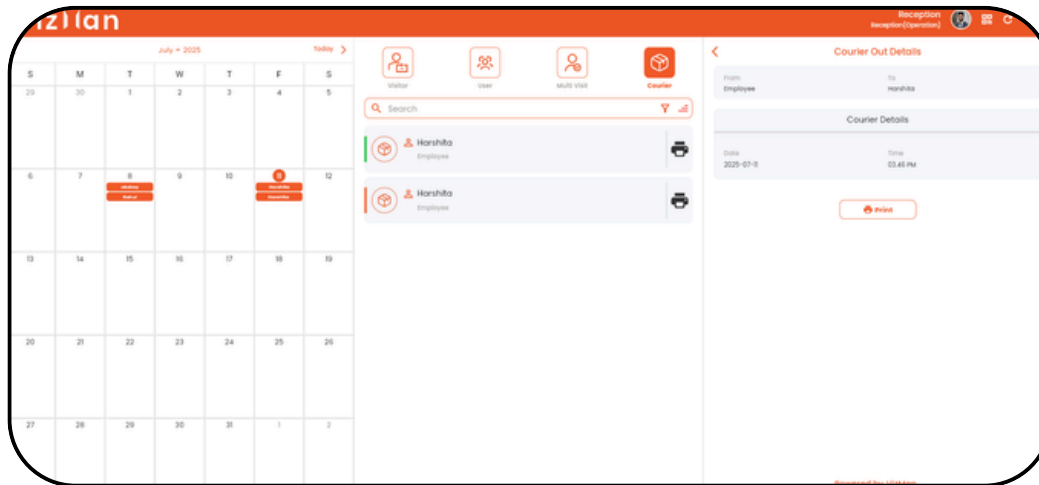 Reception
Reception(Operation)
July 2025
Today
S M T W T F S
29 30 1 2 3 4 5
6 7 8 9 10 11 12
Rahul Harshita
13 14 15 16 17 18 19
20 21 22 23 24 25 26
27 28 29 30 31 1 2
Visitor User Multi Visit Courier
Search
Harshita
Employee
Harshita
Employee
Courier Out Details
From To
Employee Harshita
Courier Details
Date Time
2025-07-11 03.45 PM
Print